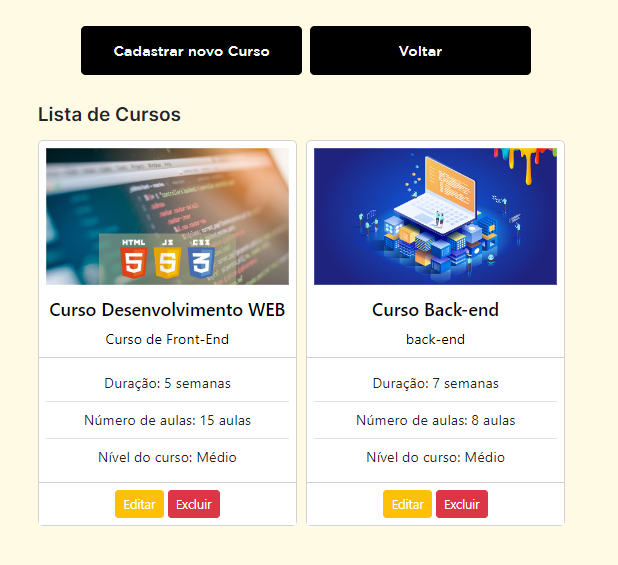 Cadastrar novo Curso
Voltar
Lista de Cursos
HTML JS CSS
5 5 3
Curso Desenvolvimento WEB
Curso de Front-End
Duração: 5 semanas
Número de aulas: 15 aulas
Nível do curso: Médio
Editar
Excluir
Curso Back-end
back-end
Duração: 7 semanas
Número de aulas: 8 aulas
Nível do curso: Médio
Editar
Excluir